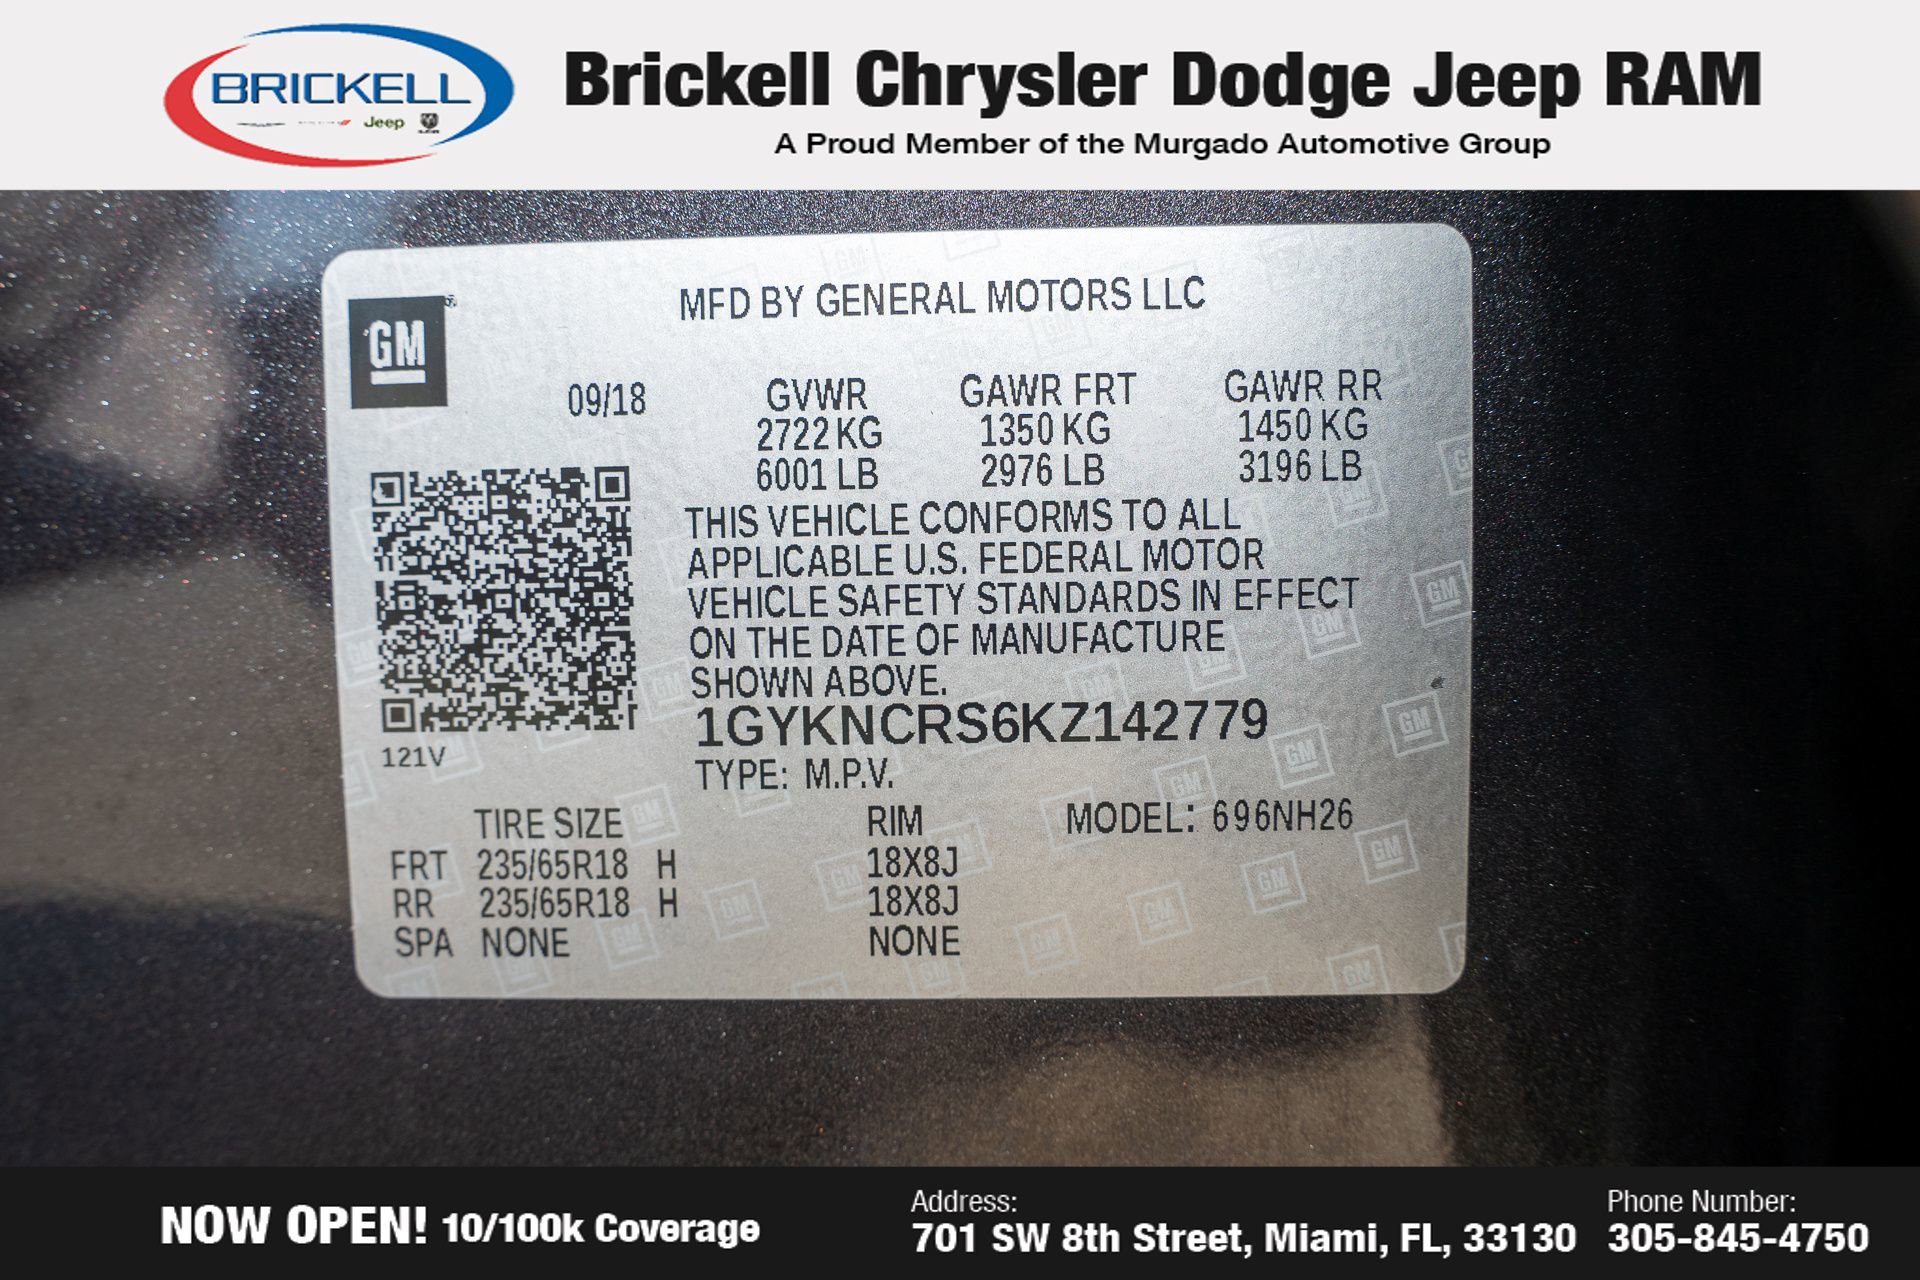 BRICKELL
Jeep
Brickell Chrysler Dodge Jeep RAM
A Proud Member of the Murgado Automotive Group
GM
MFD BY GENERAL MOTORS LLC
09/18 GVWR GAWR FRT GAWR RR
2722 KG 1350 KG 1450 KG
6001 LB 2976 LB 3196 LB
THIS VEHICLE CONFORMS TO ALL
APPLICABLE U.S. FEDERAL MOTOR
VEHICLE SAFETY STANDARDS IN EFFECT
ON THE DATE OF MANUFACTURE
SHOWN ABOVE.
1GYKNCRS6KZ142779
121V
TYPE: M.P.V.
TIRE SIZE RIM MODEL: 696NH26
FRT 235/65R18 H 18X8J
RR 235/65R18 H 18X8J
SPA NONE NONE
NOW OPEN! 10/100k Coverage
Address:
701 SW 8th Street, Miami, FL, 33130
Phone Number:
305-845-4750